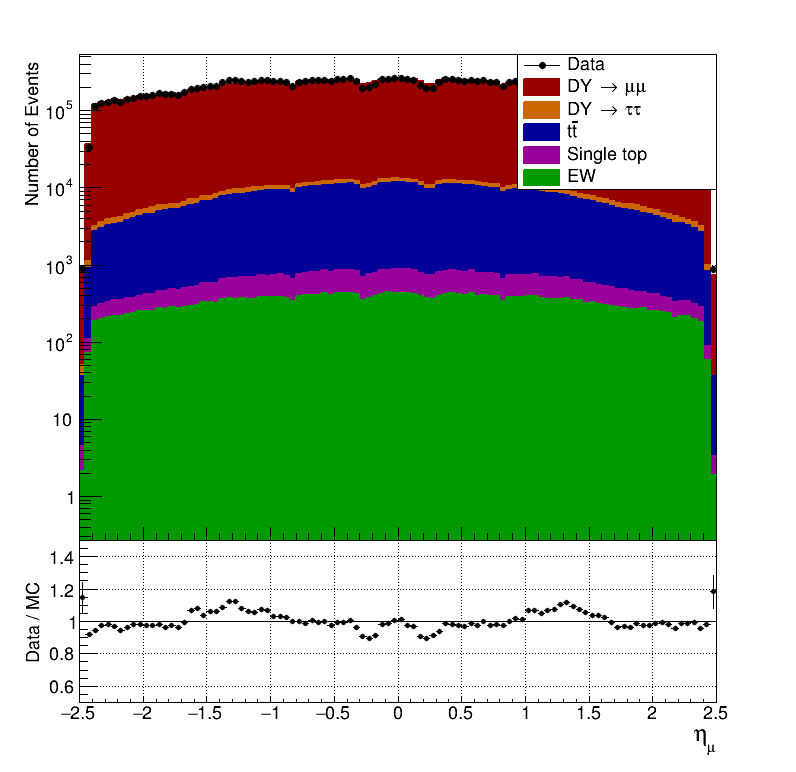 Number of Events
10⁵
10⁴
10³
10²
10
1
Data
DY → μμ
DY → ττ
tt̄
Single top
EW
Data / MC
1.4
1.2
1
0.8
0.6
−2.5 −2 −1.5 −1 −0.5 0 0.5 1 1.5 2 2.5
η_μ